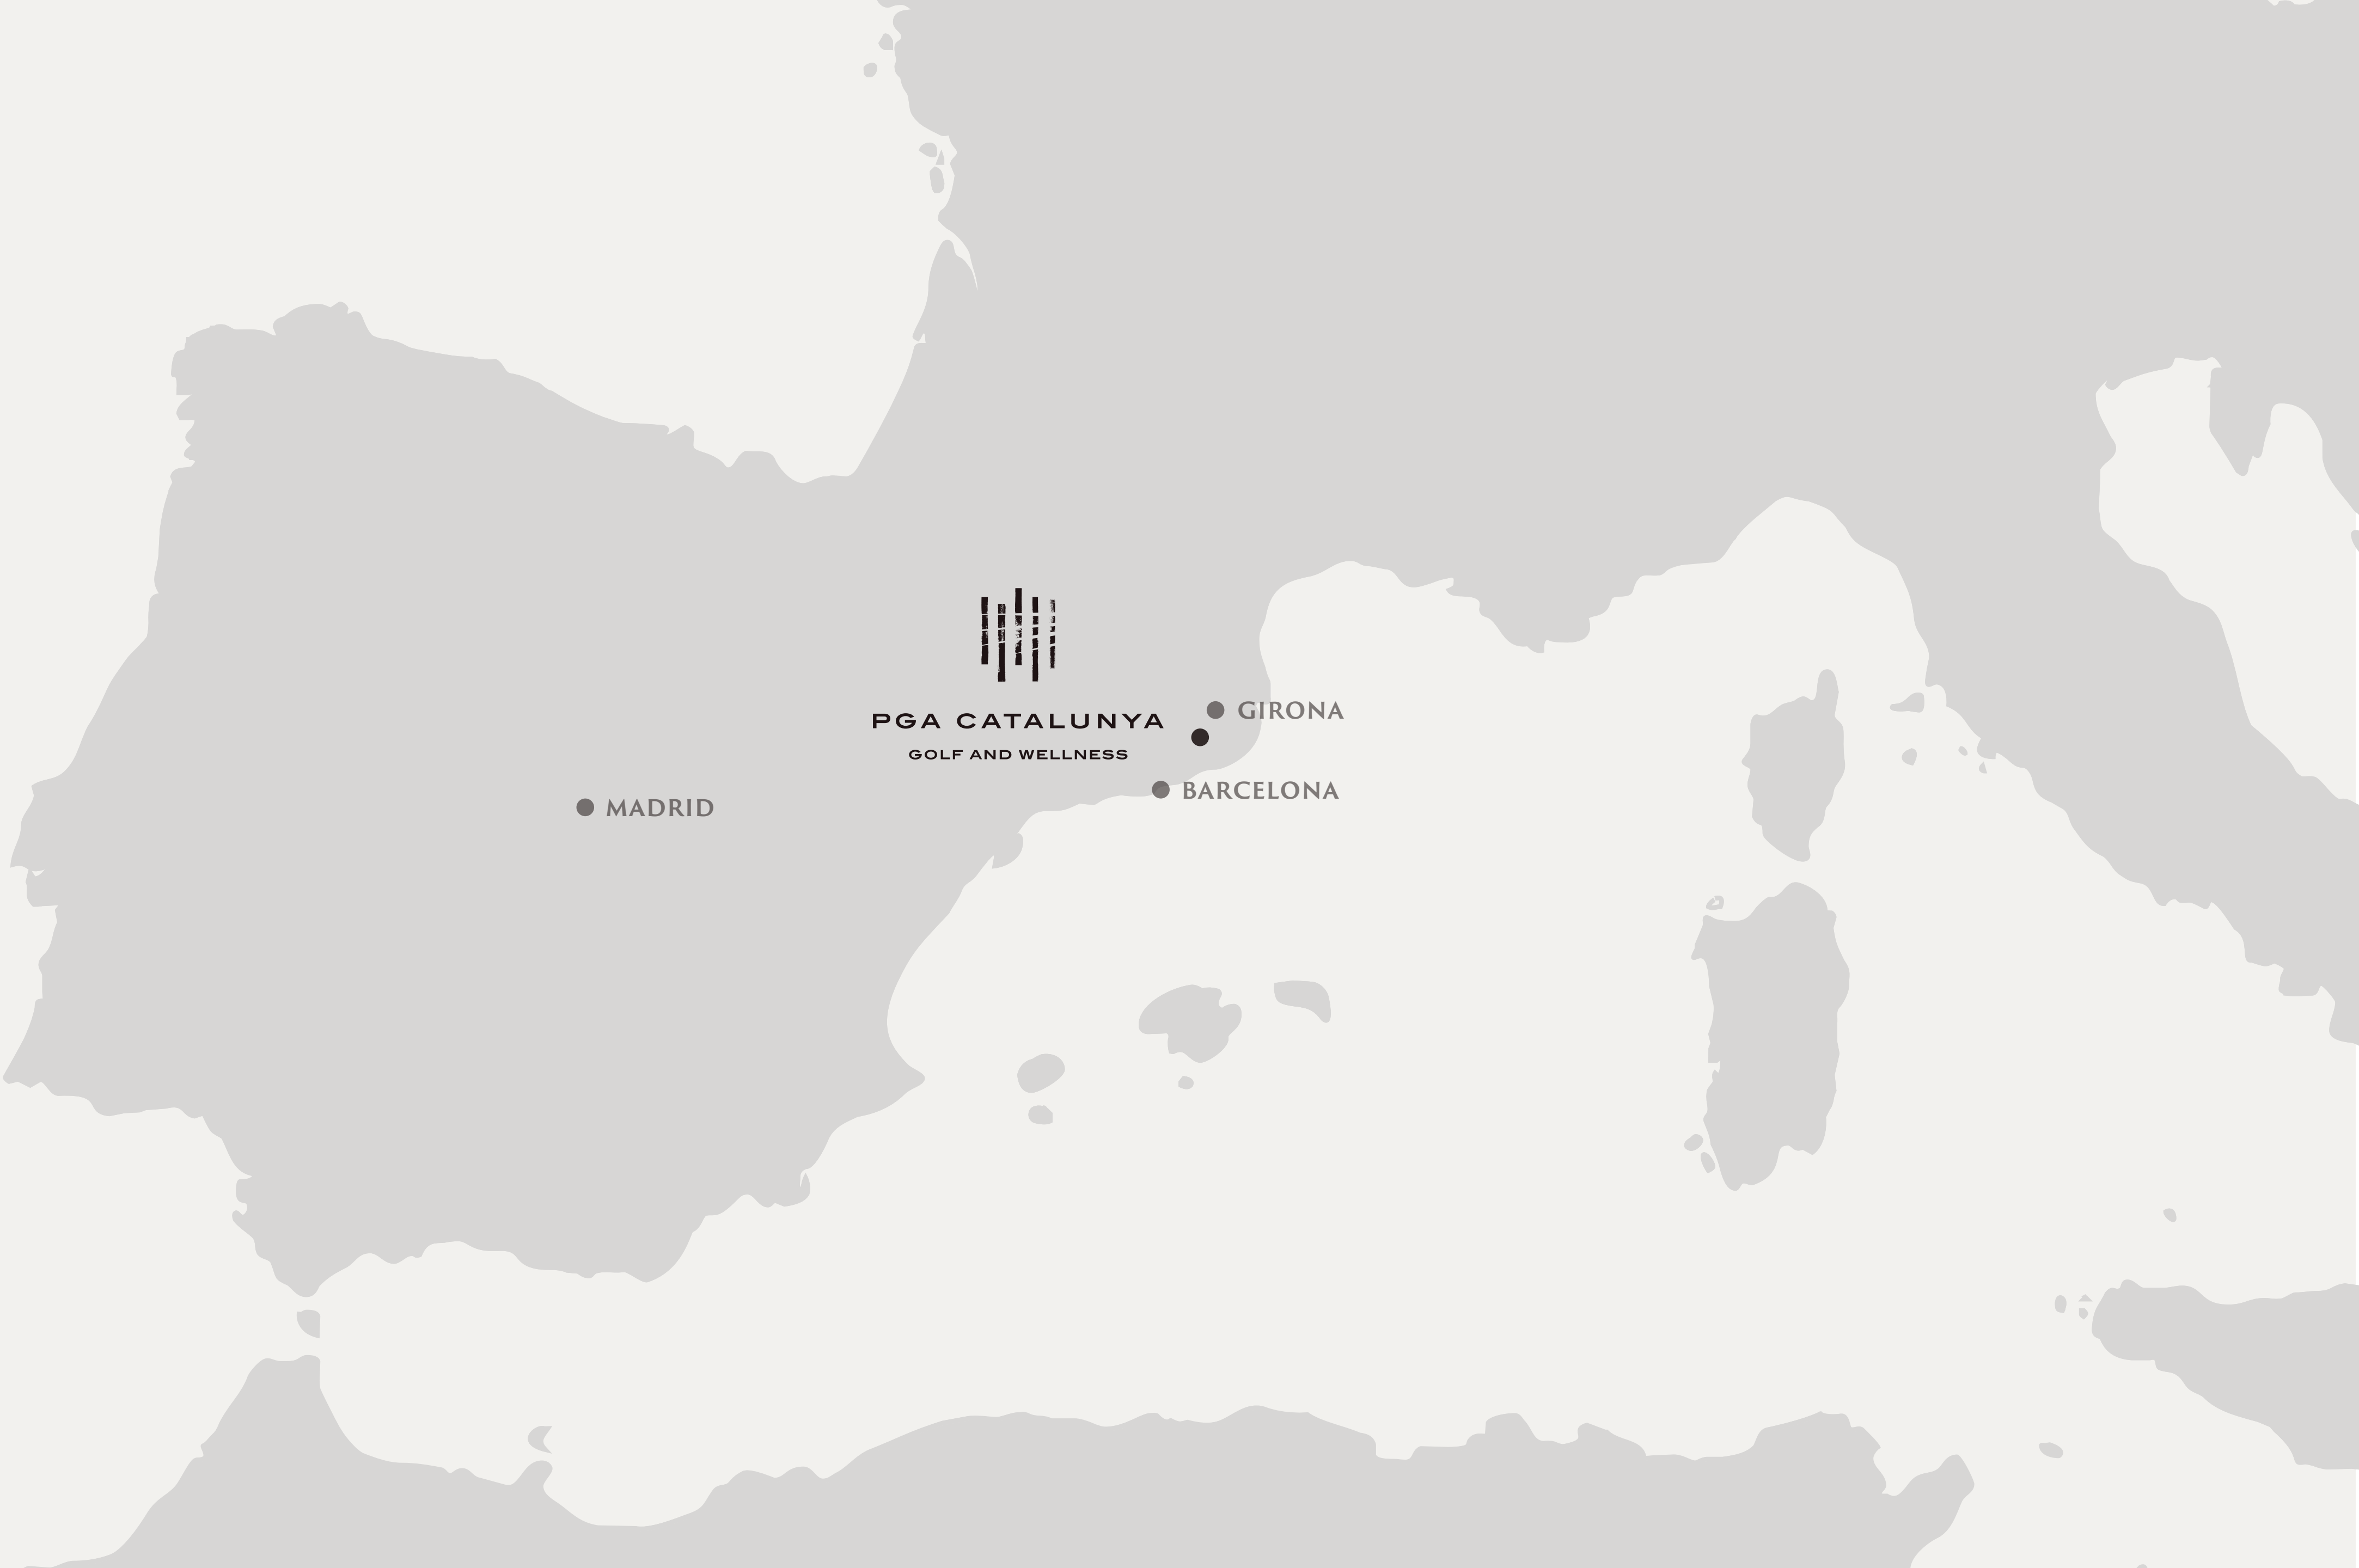 PGA CATALUNYA
GOLF AND WELLNESS
GIRONA
BARCELONA
MADRID